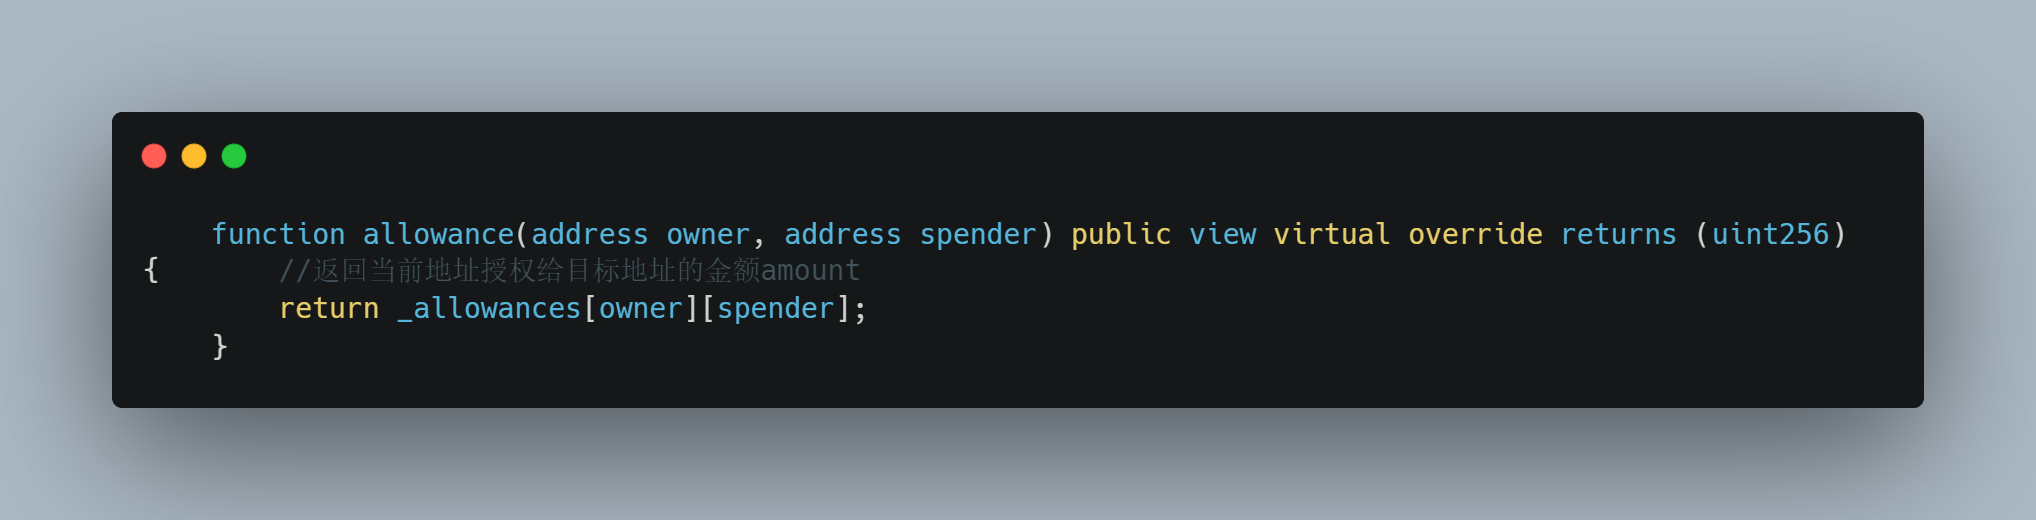 function allowance(address owner, address spender) public view virtual override returns (uint256)
{       //返回当前地址授权给目标地址的金额amount
return _allowances[owner][spender];
}